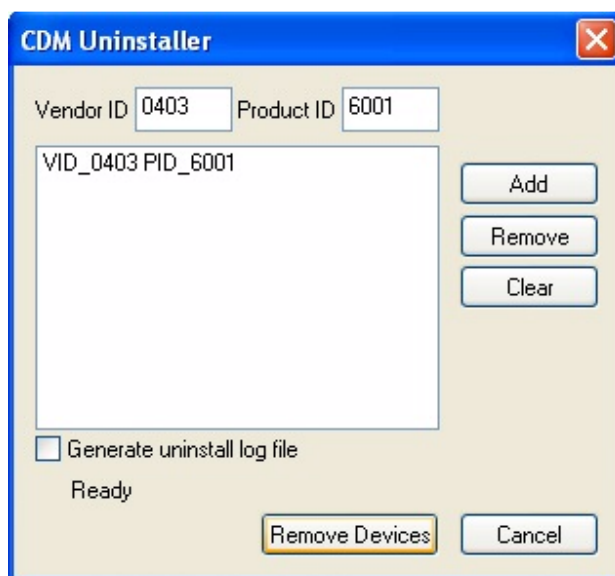 CDM Uninstaller
Vendor ID 0403 Product ID 6001
VID_0403 PID_6001
Add
Remove
Clear
Generate uninstall log file
Ready
Remove Devices Cancel